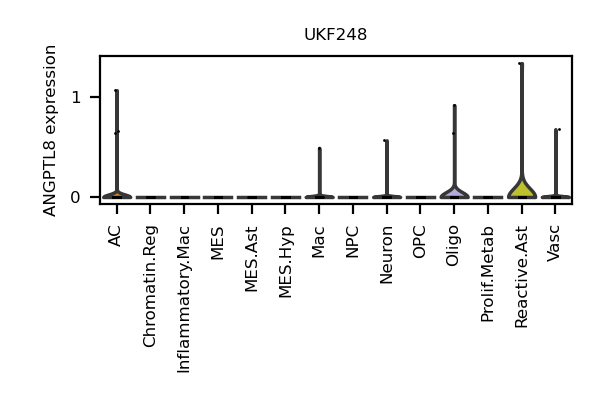 UKF248
ANGPTL8 expression
1
0
AC
Chromatin.Reg
Inflammatory.Mac
MES
MES.Ast
MES.Hyp
Mac
NPC
Neuron
OPC
Oligo
Prolif.Metab
Reactive.Ast
Vasc